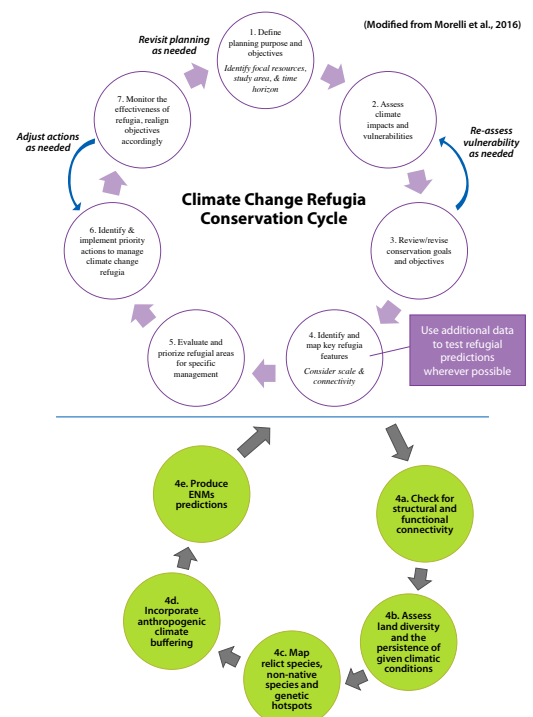 (Modified from Morelli et al., 2016)
Revisit planning
as needed
1. Define
planning purpose and
objectives
Identify focal resources,
study area, & time
horizon
2. Assess
climate
impacts and
vulnerabilities
Re-assess
vulnerability
as needed
3. Review/revise
conservation goals
and objectives
4. Identify and
map key refugia
features
Consider scale &
connectivity
Use additional data
to test refugial
predictions
wherever possible
5. Evaluate and
priorize refugial areas
for specific
management
6. Identify &
implement priority
actions to manage
climate change
refugia
Adjust actions
as needed
7. Monitor the
effectiveness of
refugia, realign
objectives
accordingly
Climate Change Refugia
Conservation Cycle
4a. Check for
structural and
functional
connectivity
4b. Assess
land diversity
and the
persistence of
given climatic
conditions
4c. Map
relict species,
non-native
species and
genetic
hotspots
4d.
Incorporate
anthropogenic
climate
buffering
4e. Produce
ENMs
predictions